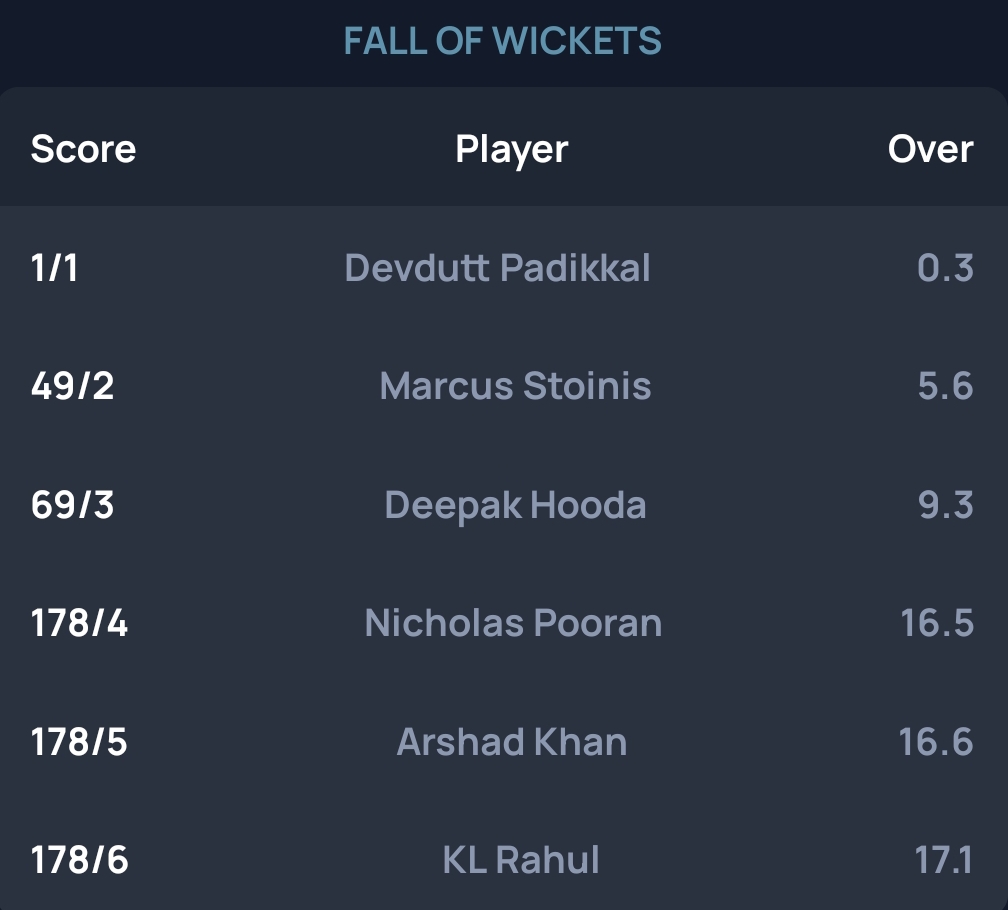 FALL OF WICKETS
Score Player Over
1/1 Devdutt Padikkal 0.3
49/2 Marcus Stoinis 5.6
69/3 Deepak Hooda 9.3
178/4 Nicholas Pooran 16.5
178/5 Arshad Khan 16.6
178/6 KL Rahul 17.1